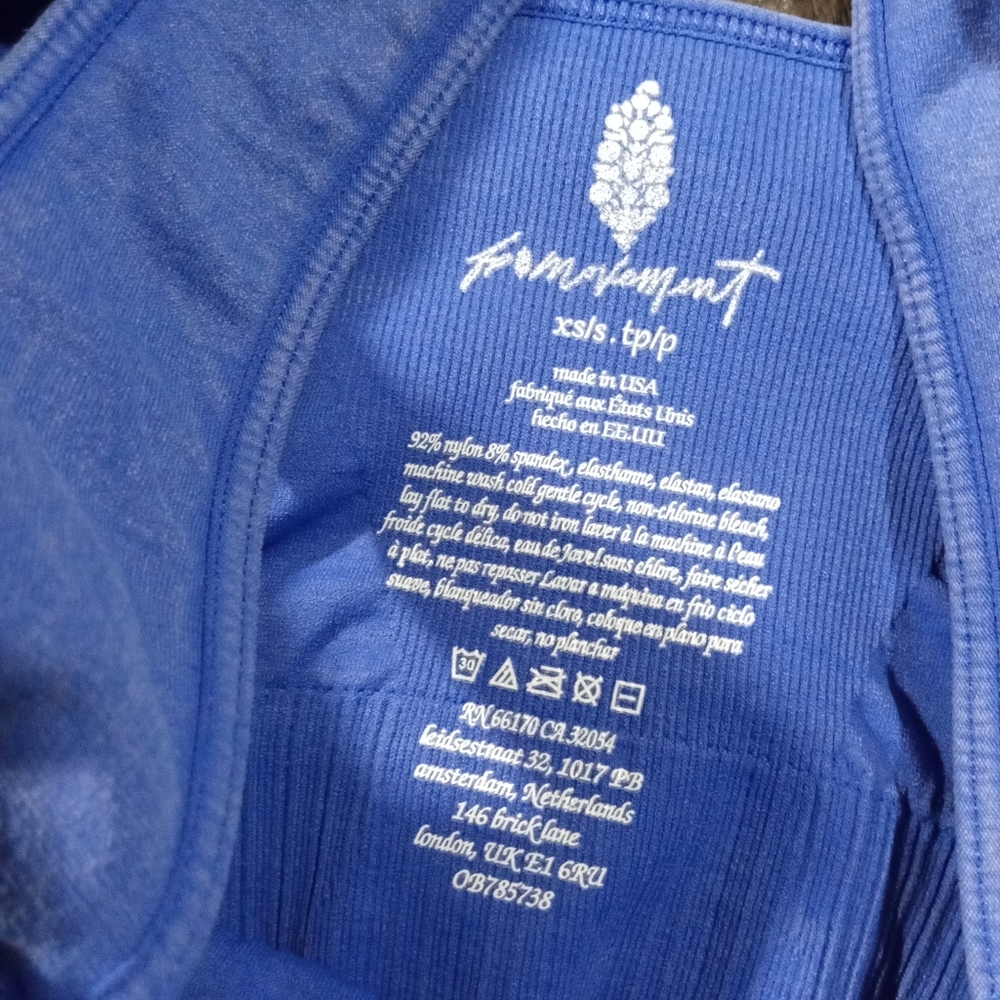 fp movement
xs/s . tp/p
made in USA
fabriqué aux États Unis
hecho en EE.UU
92% nylon 8% spandex, elasthanne, elastan, elastano
machine wash cold gentle cycle, non-chlorine bleach,
lay flat to dry, do not iron laver à la machine à l'eau
froide cycle délica, eau de Javel sans chlore, faire sécher
à plat, ne pas repasser Lavar a máquina en frío ciclo
suave, blanqueador sin cloro, coloque en plano para
secar, no planchar
30
RN 66170 CA 32054
leidsestraat 32, 1017 PB
amsterdam, Netherlands
146 brick lane
london, UK E1 6RU
OB785738